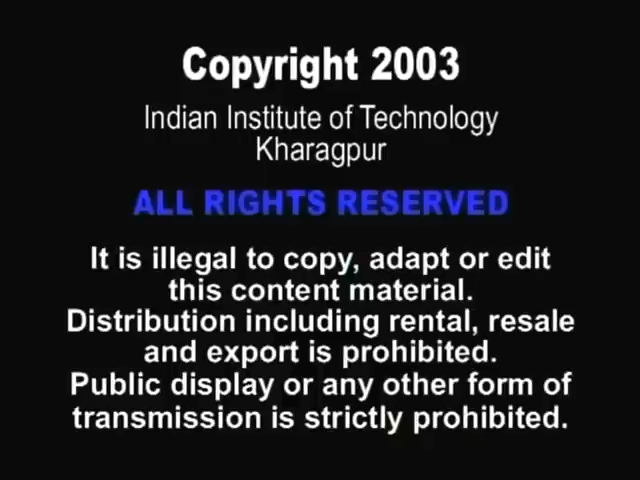 Copyright 2003
Indian Institute of Technology
Kharagpur
ALL RIGHTS RESERVED
It is illegal to copy, adapt or edit
this content material.
Distribution including rental, resale
and export is prohibited.
Public display or any other form of
transmission is strictly prohibited.